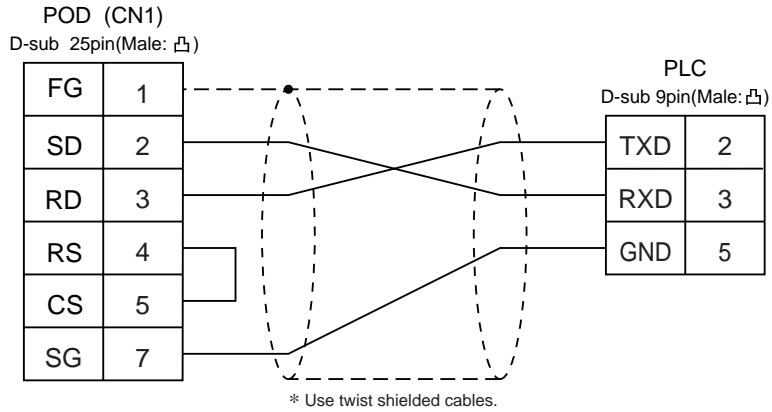 POD (CN1)
D-sub 25pin(Male: 凸)
FG 1
SD 2
RD 3
RS 4
CS 5
SG 7
PLC
D-sub 9pin(Male:凸)
TXD 2
RXD 3
GND 5
* Use twist shielded cables.